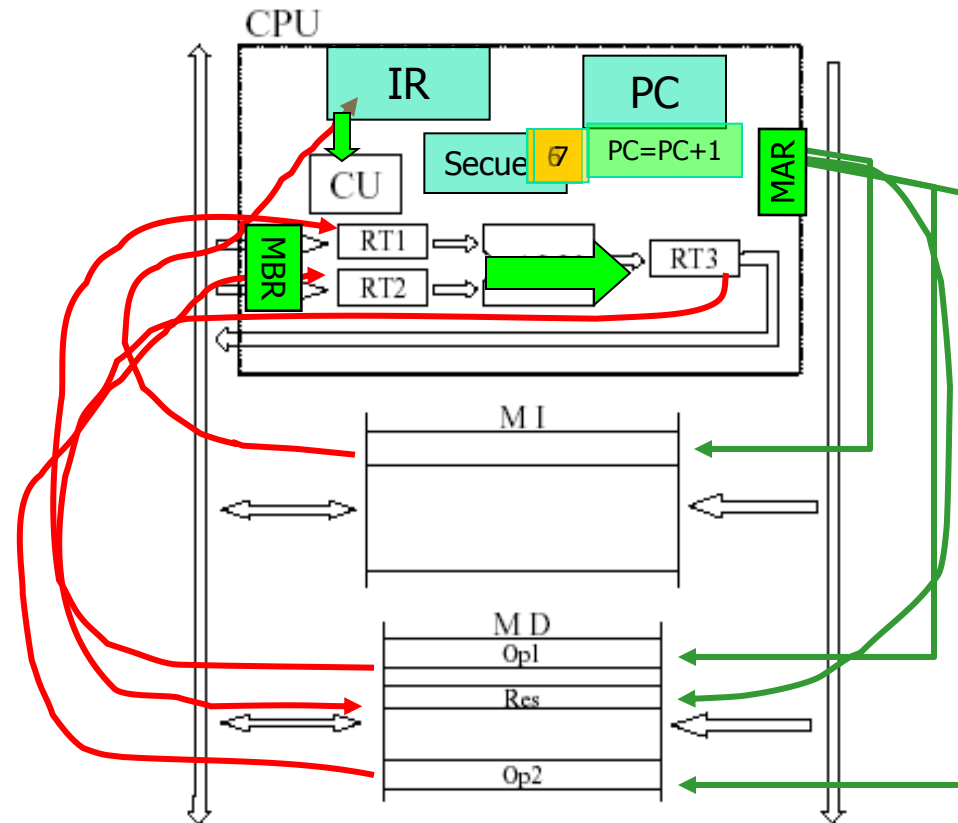 CPU
IR
PC
PC=PC+1
MAR
Secue
7
CU
MBR
RT1
RT2
RT3
M I
M D
Op1
Res
Op2